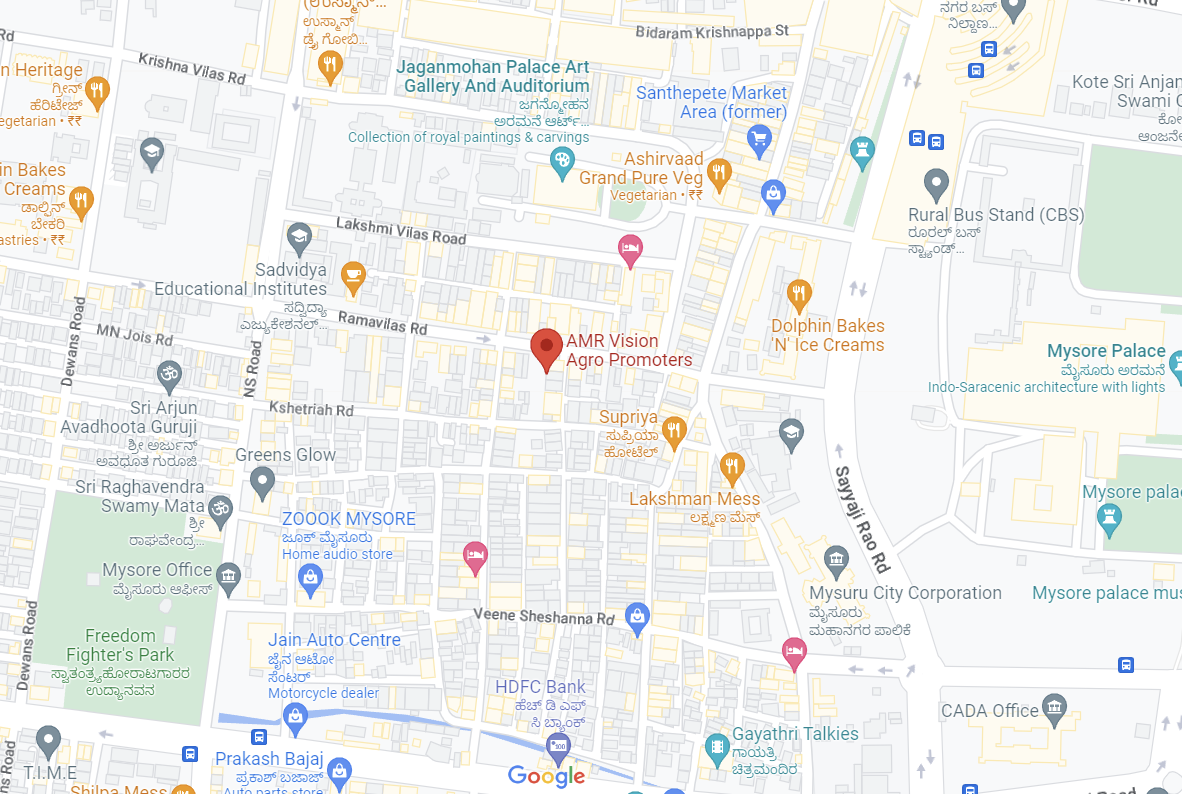 (ಉಸ್ಮಾನ್...
ಉಸ್ಮಾನ್
ಡ್ರೈ ಗೋಬಿ...
Bidaram Krishnappa St
ನಗರ ಬಸ್
ನಿಲ್ದಾಣ...
Rd
Rd
Krishna Vilas Rd
n Heritage
ಗ್ರೀನ್
ಹೆರಿಟೇಜ್
egetarian • ₹₹
Jaganmohan Palace Art
Gallery And Auditorium
ಜಗನ್ಮೋಹನ
ಅರಮನೆ ಆರ್ಟ್...
Collection of royal paintings & carvings
Santhepete Market
Area (former)
Kote Sri Anjan
Swami
ಕೋ
ಆಂಜನೇ
Ashirvaad
Grand Pure Veg
Vegetarian • ₹₹
in Bakes
Creams
ಡಾಲ್ಫಿನ್
ಬೇಕರಿ
astries • ₹₹
Rural Bus Stand (CBS)
ರೂರಲ್ ಬಸ್
ಸ್ಟ್ಯಾಂಡ್...
Lakshmi Vilas Road
Sadvidya
Educational Institutes
ಸದ್ವಿದ್ಯಾ
ಎಜ್ಯುಕೇಶನಲ್...
Ramavilas Rd
MN Jois Rd
Dewans Road
NS Road
AMR Vision
Agro Promoters
Dolphin Bakes
'N' Ice Creams
Mysore Palace
ಮೈಸೂರು ಅರಮನೆ
Indo-Saracenic architecture with lights
Kshetriah Rd
Sri Arjun
Avadhoota Guruji
ಶ್ರೀ ಅರ್ಜುನ್
ಅವಧೂತ ಗುರೂಜಿ
Supriya
ಸುಪ್ರಿಯಾ
ಹೋಟೆಲ್
Greens Glow
Sri Raghavendra
Swamy Mata
ಶ್ರೀ
ರಾಘವೇಂದ್ರ...
Lakshman Mess
ಲಕ್ಷ್ಮಣ ಮೆಸ್
Sayyaji Rao Rd
Mysore pala
ZOOOK MYSORE
ಜೂಕ್ ಮೈಸೂರು
Home audio store
Mysore Office
ಮೈಸೂರು ಆಫೀಸ್
Mysuru City Corporation
ಮೈಸೂರು
ಮಹಾನಗರ ಪಾಲಿಕೆ
Mysore palace mus
Veene Sheshanna Rd
Dewans Road
Freedom
Fighter's Park
ಸ್ವಾತಂತ್ರ್ಯಹೋರಾಟಗಾರರ
ಉದ್ಯಾನವನ
Jain Auto Centre
ಜೈನ ಆಟೋ
ಸೆಂಟರ್
Motorcycle dealer
HDFC Bank
ಹೆಚ್ ಡಿ ಎಫ್
ಸಿ ಬ್ಯಾಂಕ್
CADA Office
Gayathri Talkies
ಗಾಯತ್ರಿ
ಚಿತ್ರಮಂದಿರ
T.I.M.E
ns Road
Prakash Bajaj
ಪ್ರಕಾಶ್ ಬಜಾಜ್
Auto parts store
Google
Shilpa Mess
Road